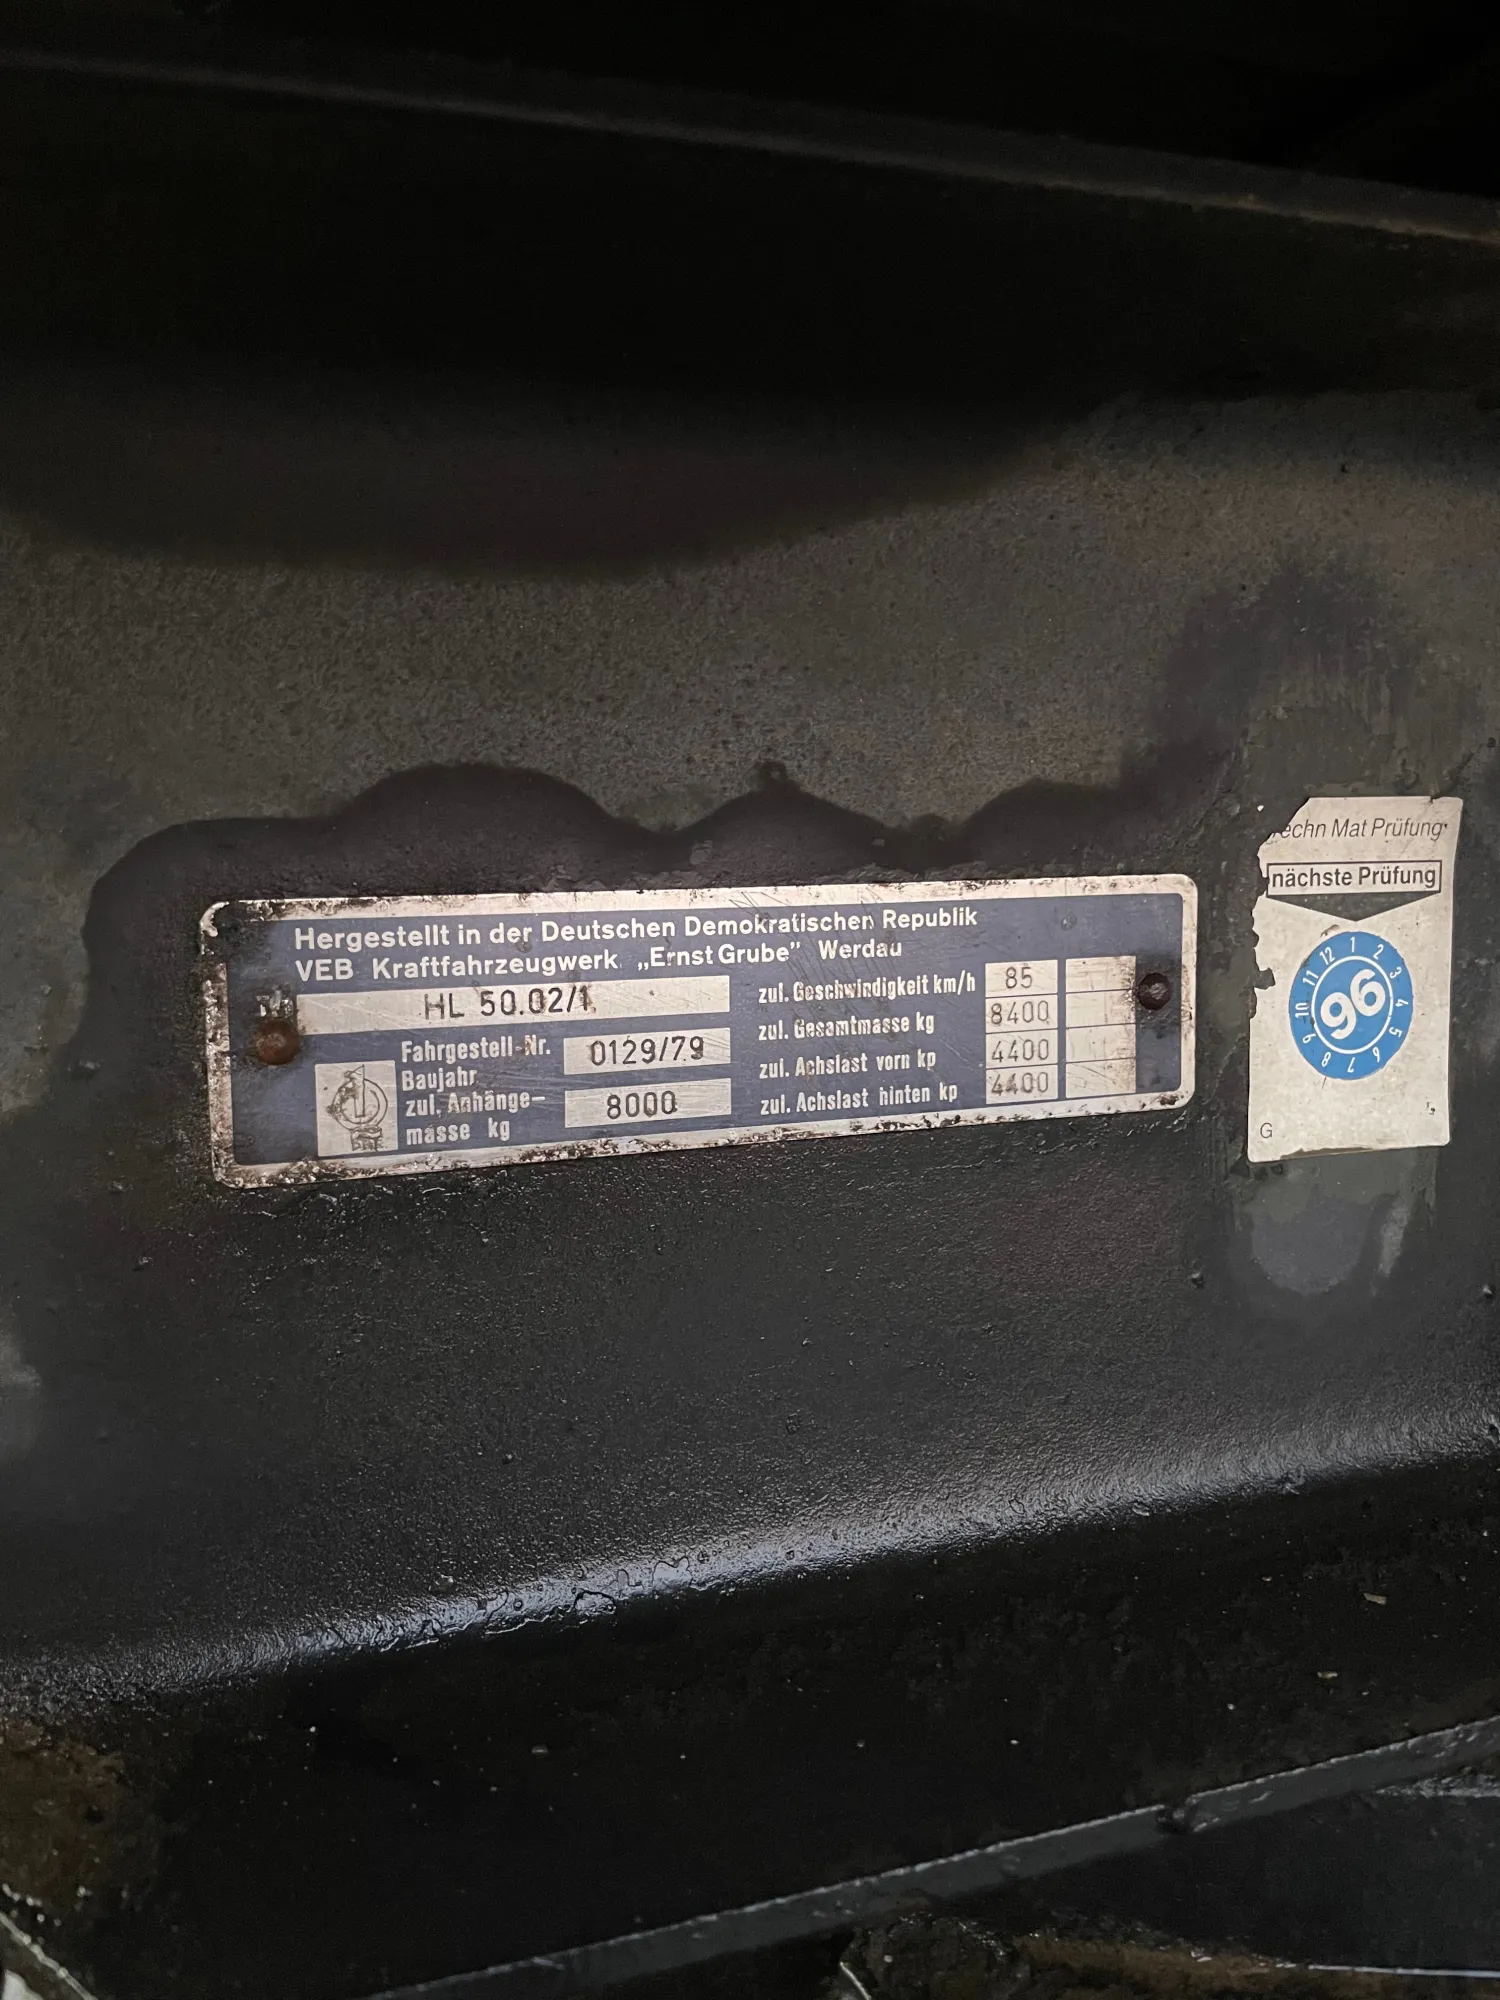 Hergestellt in der Deutschen Demokratischen Republik
VEB Kraftfahrzeugwerk „Ernst Grube” Werdau
HL 50.02/1
Fahrgestell-Nr.
Baujahr
0129/79
zul. Anhänge-
masse kg
8000
zul. Geschwindigkeit km/h 85
zul. Gesamtmasse kg 8400
zul. Achslast vorn kp 4400
zul. Achslast hinten kp 4400
Mat Prüfung
nächste Prüfung
1 2 3 4 5 6 7 8 9 10 11 12
96
G